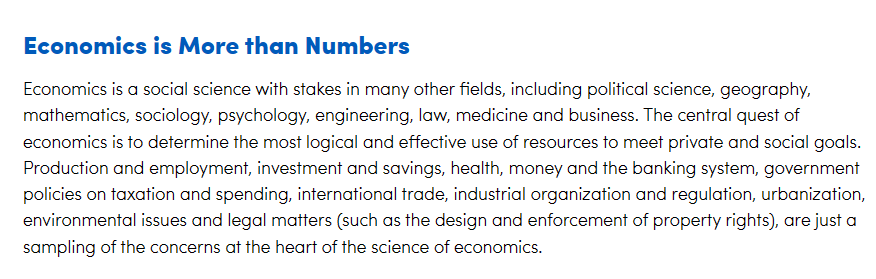 Economics is More than Numbers
Economics is a social science with stakes in many other fields, including political science, geography,
mathematics, sociology, psychology, engineering, law, medicine and business. The central quest of
economics is to determine the most logical and effective use of resources to meet private and social goals.
Production and employment, investment and savings, health, money and the banking system, government
policies on taxation and spending, international trade, industrial organization and regulation, urbanization,
environmental issues and legal matters (such as the design and enforcement of property rights), are just a
sampling of the concerns at the heart of the science of economics.